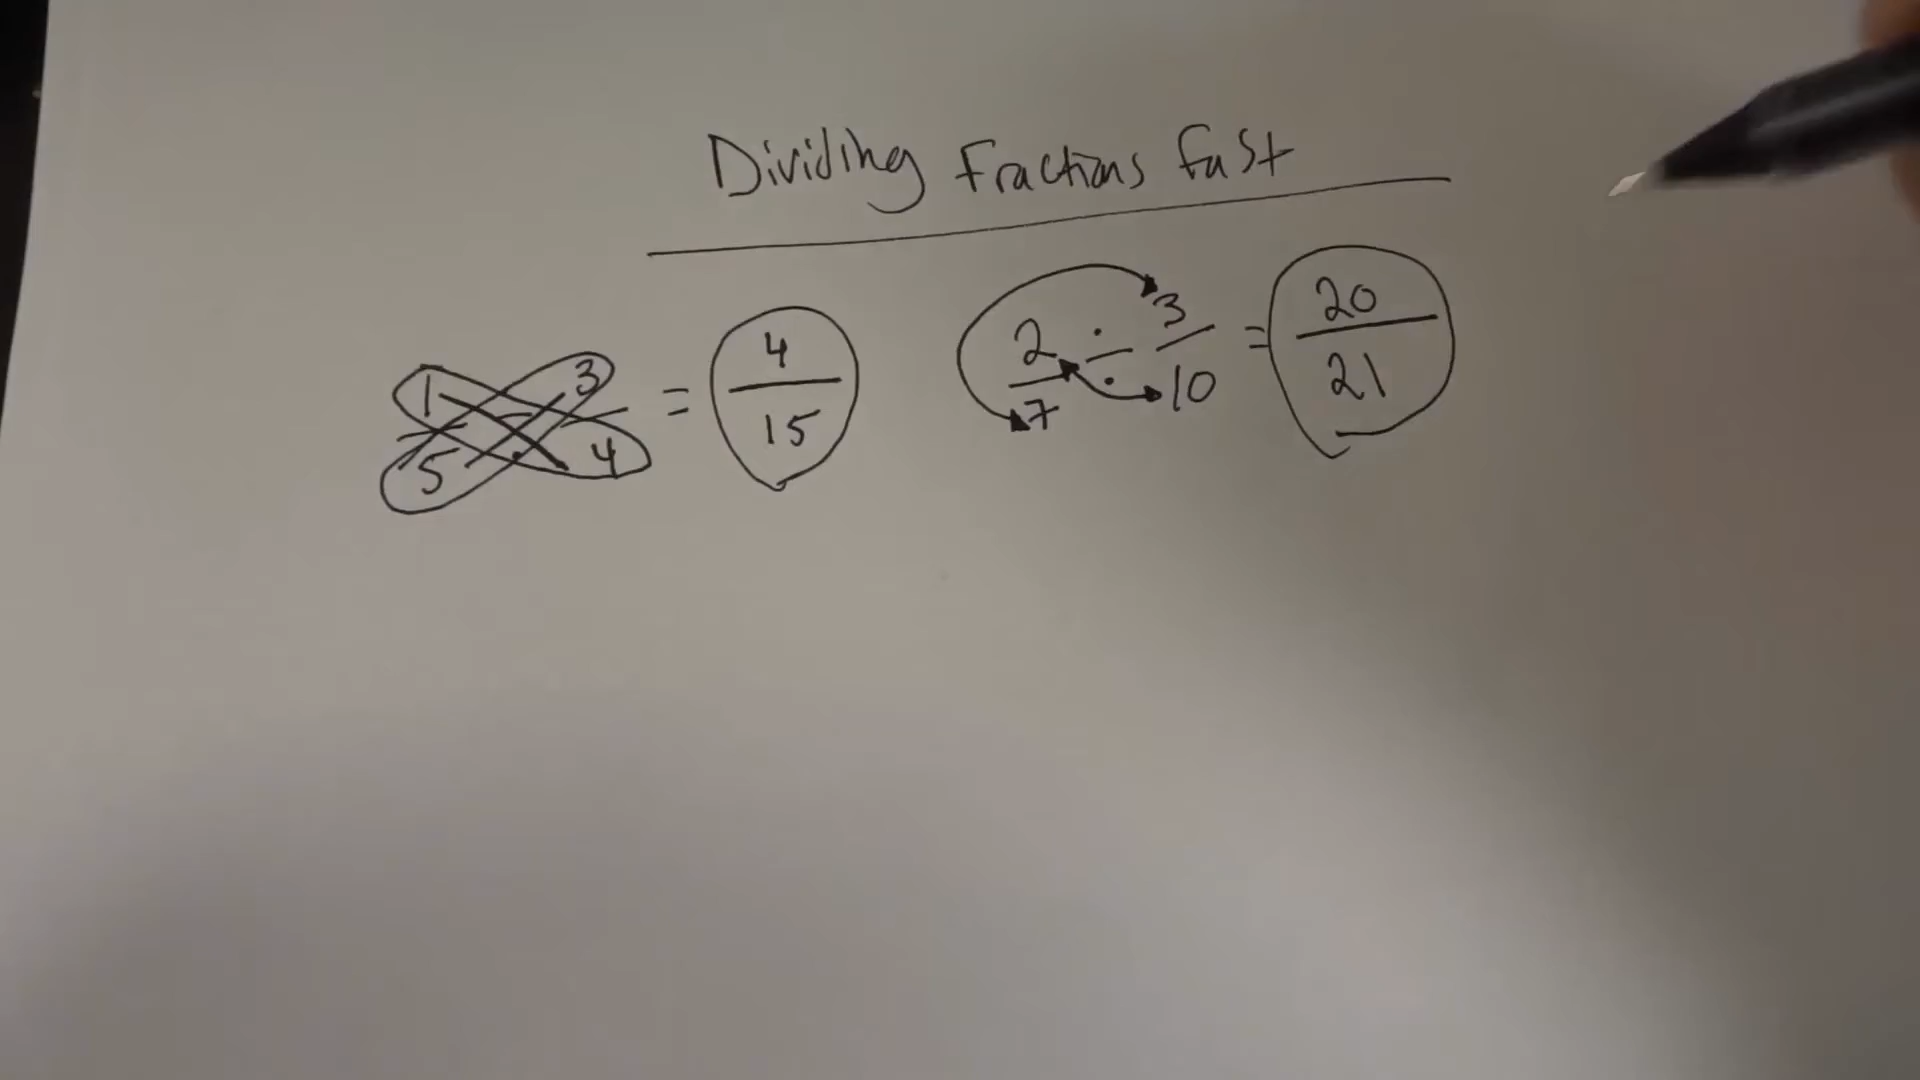 Dividing Fractions fast
1/5 ÷ 3/4 = 4/15
2/7 ÷ 3/10 = 20/21